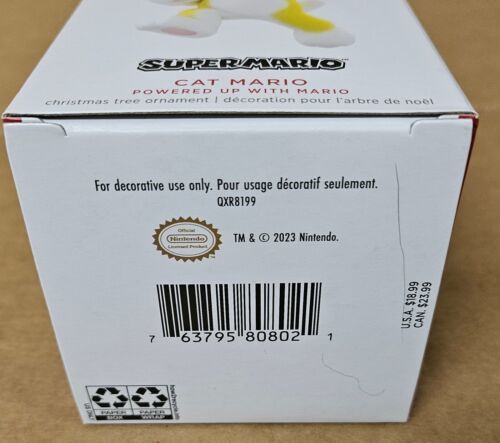 SUPER MARIO™
CAT MARIO
POWERED UP WITH MARIO
christmas tree ornament | décoration pour l'arbre de noël
For decorative use only. Pour usage décoratif seulement.
QXR8199
Official
Nintendo
Licensed Product
TM & © 2023 Nintendo.
U.S.A. $18.99
CAN. $23.99
7 63795 80802 1
PAPER
BOX
PAPER
WRAP